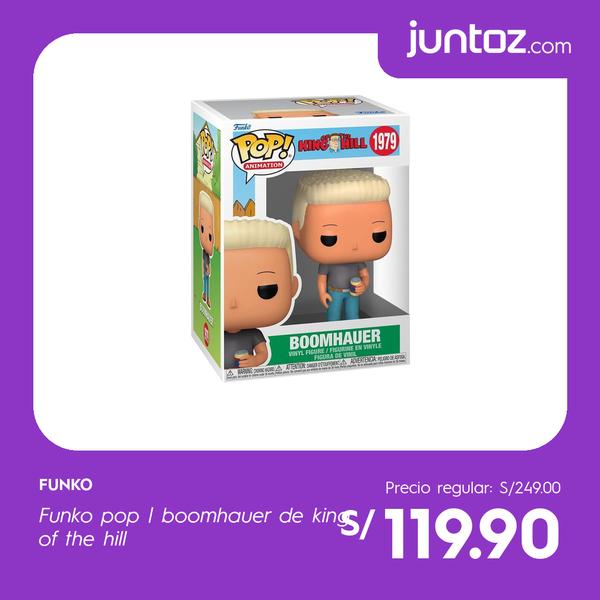 juntoz.com
Funko
POP!
ANIMATION
KING OF THE HILL
1979
BOOMHAUER
VINYL FIGURE / FIGURINE EN VINYLE
FIGURA DE VINIL
FUNKO
Precio regular: S/249.00
Funko pop | boomhauer de king
of the hill
S/119.90